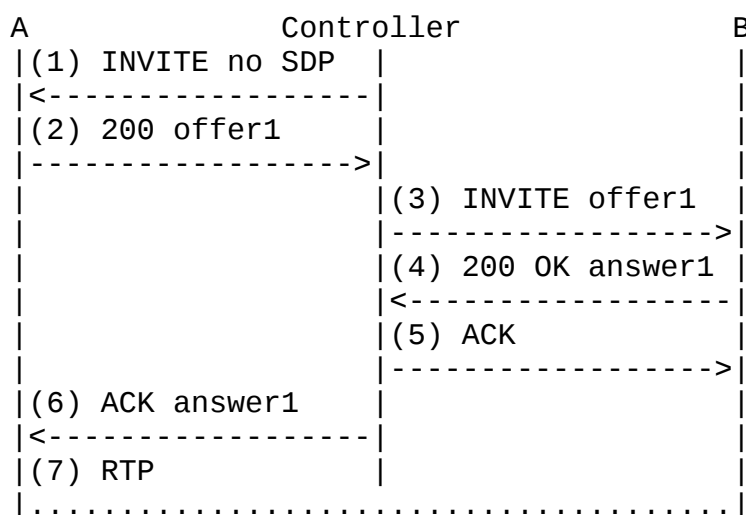 A Controller B
|(1) INVITE no SDP | |
|<-------------------| |
|(2) 200 offer1 | |
|------------------>| |
| |(3) INVITE offer1 |
| |------------------>|
| |(4) 200 OK answer1 |
| |<------------------|
| |(5) ACK |
| |------------------>|
|(6) ACK answer1 | |
|<------------------| |
|(7) RTP | |
|.......................................|